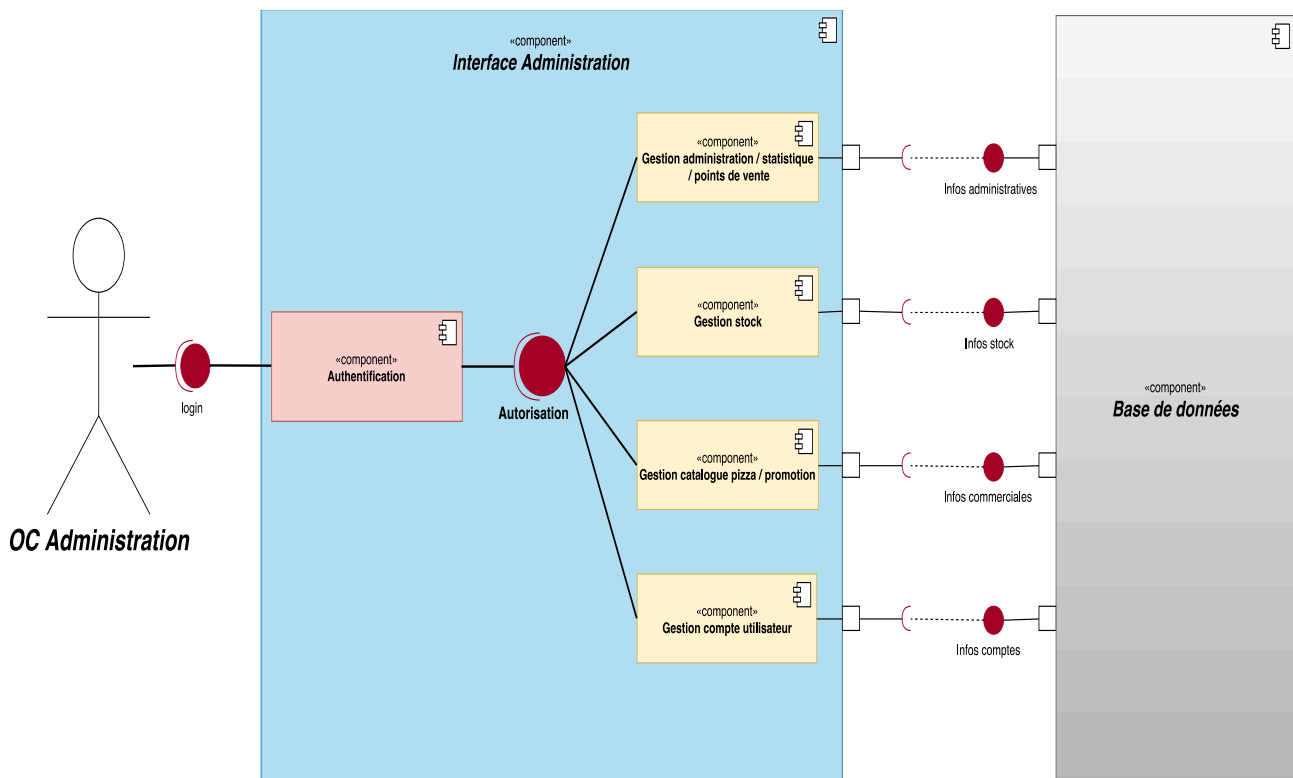 «component»
Interface Administration
«component»
Gestion administration / statistique
/ points de vente
Infos administratives
«component»
Gestion stock
Infos stock
«component»
Authentification
login
Autorisation
«component»
Base de données
«component»
Gestion catalogue pizza / promotion
Infos commerciales
OC Administration
«component»
Gestion compte utilisateur
Infos comptes